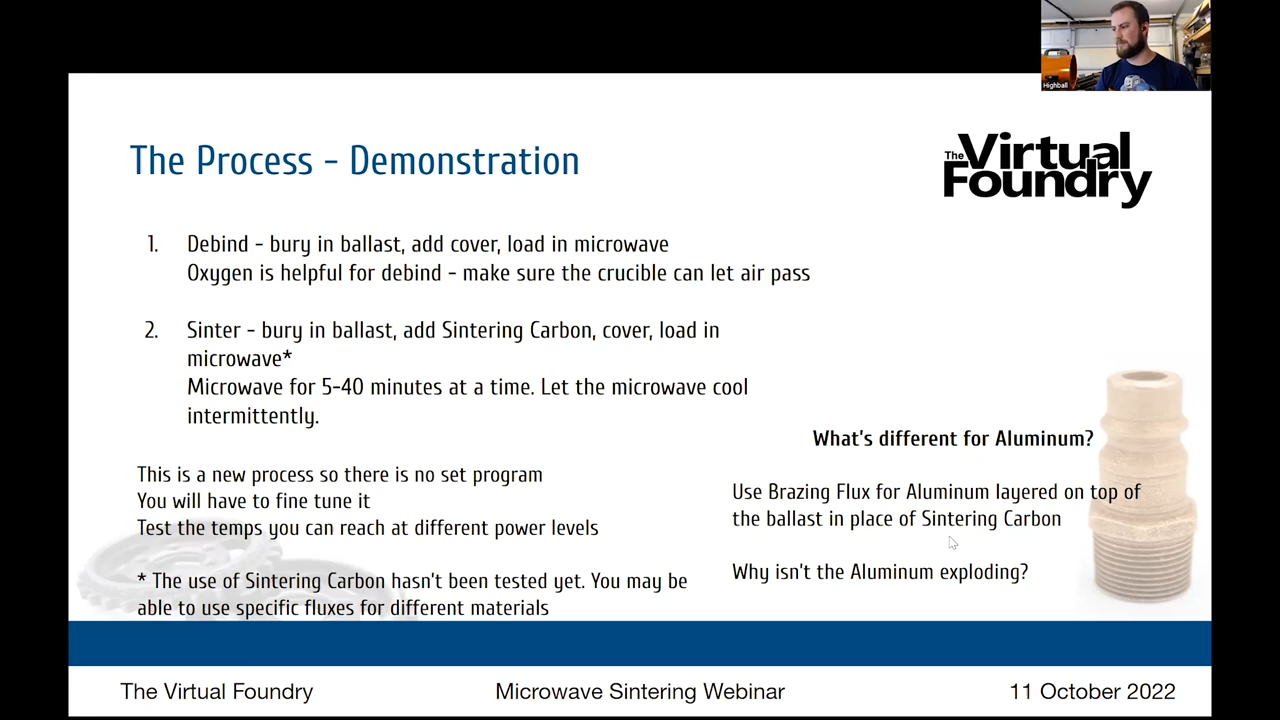 Highball
The Process - Demonstration
The Virtual
Foundry
1. Debind - bury in ballast, add cover, load in microwave
Oxygen is helpful for debind - make sure the crucible can let air pass
2. Sinter - bury in ballast, add Sintering Carbon, cover, load in
microwave*
Microwave for 5-40 minutes at a time. Let the microwave cool
intermittently.
This is a new process so there is no set program
You will have to fine tune it
Test the temps you can reach at different power levels
* The use of Sintering Carbon hasn't been tested yet. You may be
able to use specific fluxes for different materials
What's different for Aluminum?
Use Brazing Flux for Aluminum layered on top of
the ballast in place of Sintering Carbon
Why isn't the Aluminum exploding?
The Virtual Foundry
Microwave Sintering Webinar
11 October 2022